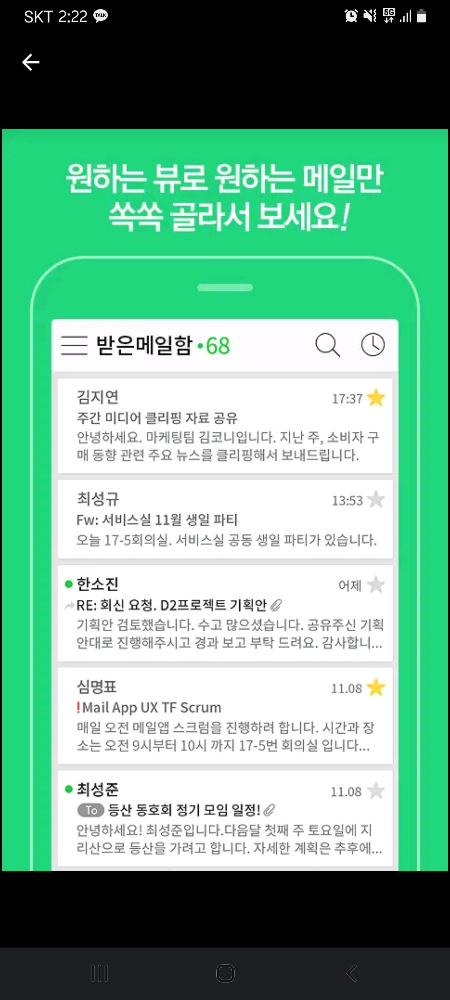 SKT 2:22 TALK 5G
원하는 뷰로 원하는 메일만
쏙쏙 골라서 보세요!
받은메일함 •68
김지연 17:37
주간 미디어 클리핑 자료 공유
안녕하세요. 마케팅팀 김코니입니다. 지난 주, 소비자 구
매 동향 관련 주요 뉴스를 클리핑해서 보내드립니다.
최성규 13:53
Fw: 서비스실 11월 생일 파티
오늘 17-5회의실. 서비스실 공동 생일 파티가 있습니다.
한소진 어제
RE: 회신 요청. D2프로젝트 기획안
기획안 검토했습니다. 수고 많으셨습니다. 공유주신 기획
안대로 진행해주시고 경과 보고 부탁 드려요. 감사합니...
심명표 11.08
!Mail App UX TF Scrum
매일 오전 메일앱 스크럼을 진행하려 합니다. 시간과 장
소는 오전 9시부터 10시 까지 17-5번 회의실 입니다...
최성준 11.08
To 등산 동호회 정기 모임 일정!
안녕하세요! 최성준입니다.다음달 첫째 주 토요일에 지
리산으로 등산을 가려고 합니다. 자세한 계획은 추후에...